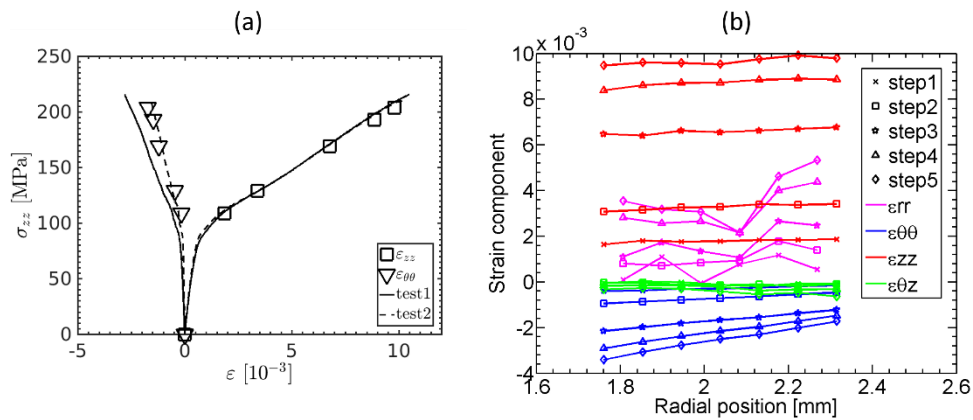 (a)
(b)
250
200
150
100
50
0
σzz [MPa]
-5
0
5
10
ε [10⁻³]
εzz
εθθ
test1
test2
10
x 10⁻³
8
6
4
2
0
-2
-4
Strain component
1.6
1.8
2
2.2
2.4
2.6
Radial position [mm]
step1
step2
step3
step4
step5
εrr
εθθ
εzz
εθz